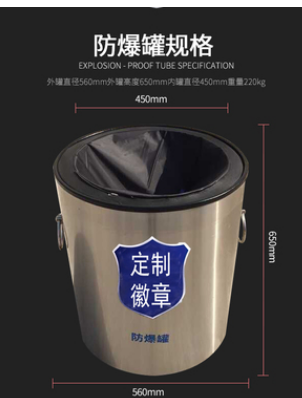 防爆罐规格
EXPLOSION - PROOF TUBE SPECIFICATION
外罐直径560mm外罐高度650mm内罐直径450mm重量220kg
450mm
650mm
定制
徽章
防爆罐
560mm